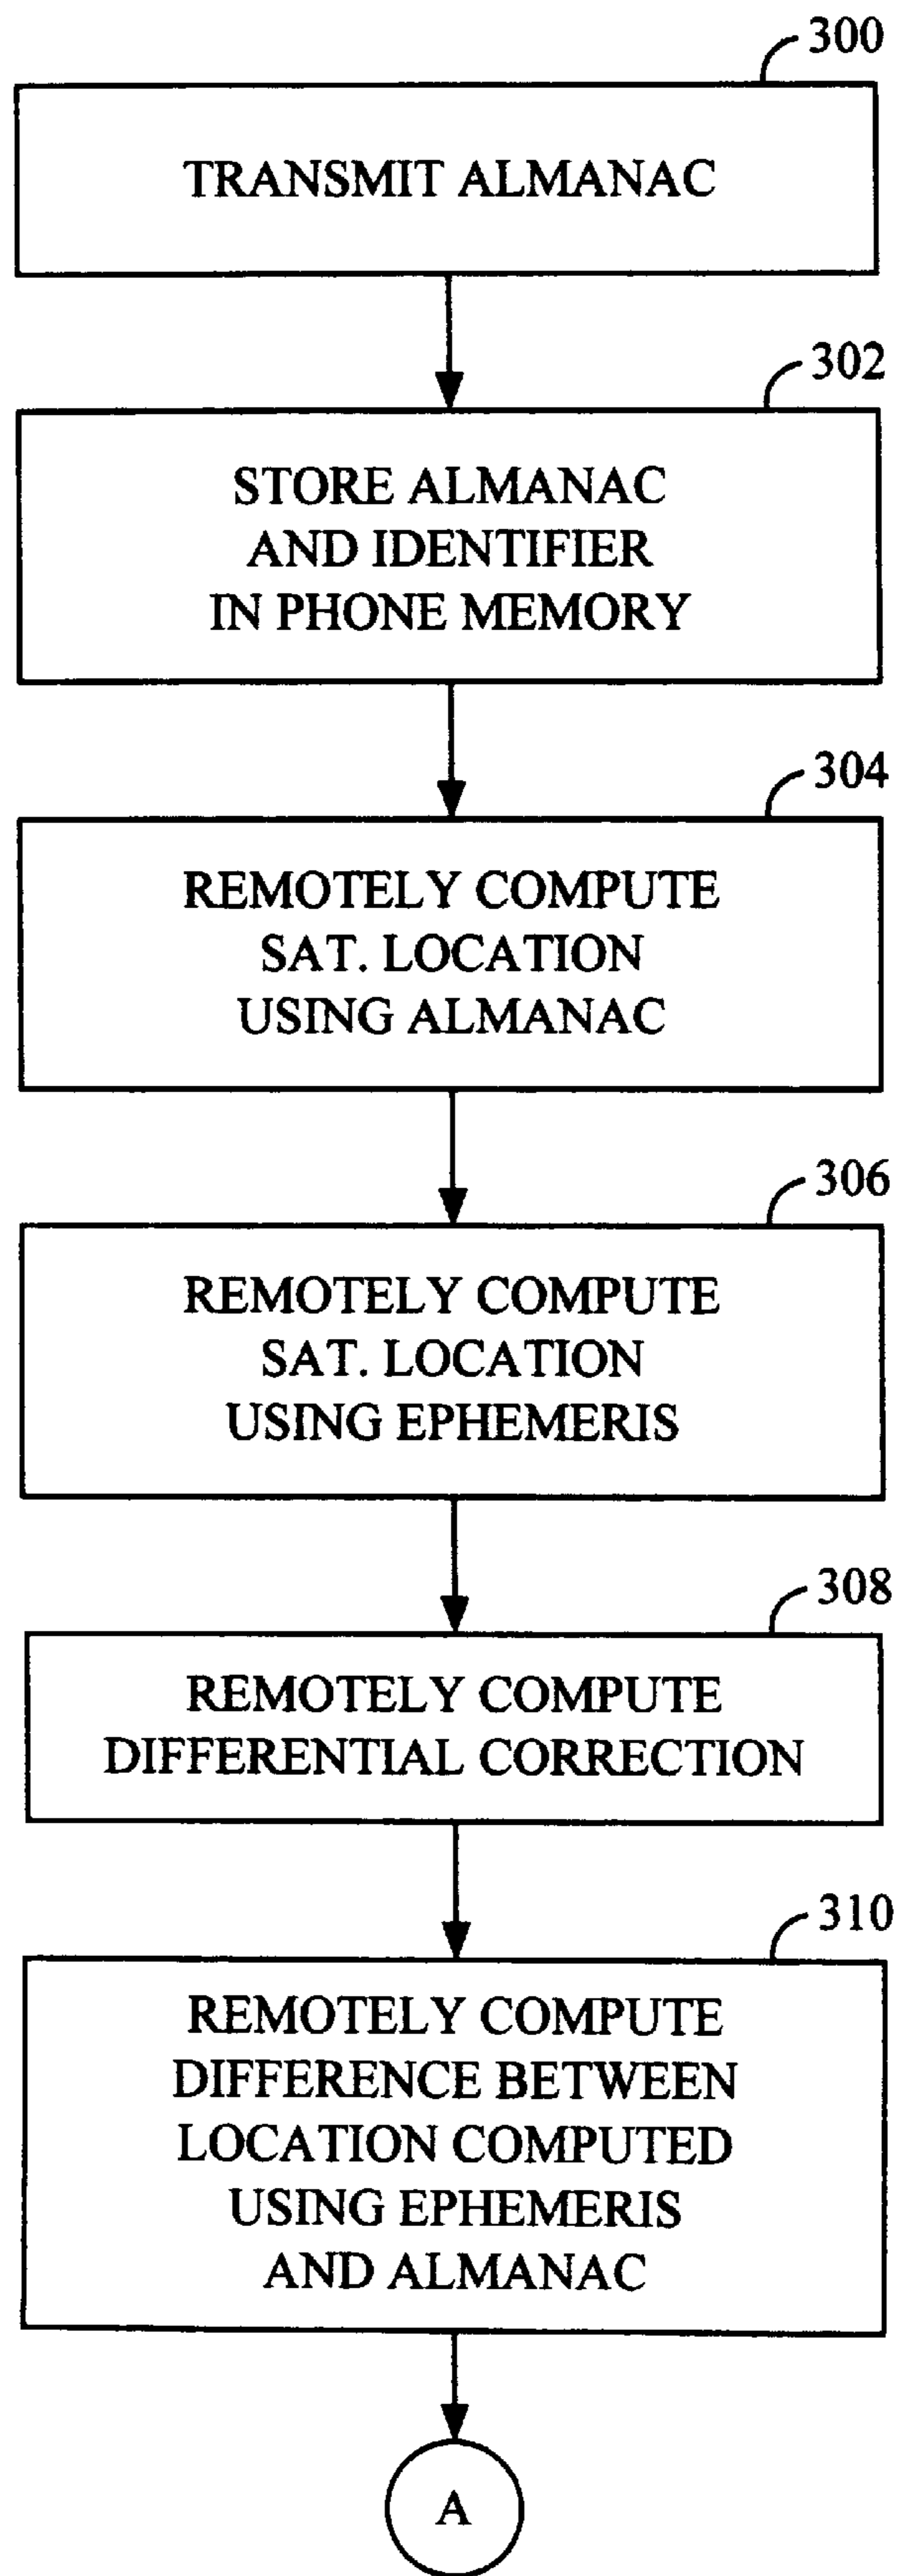 300
TRANSMIT ALMANAC
302
STORE ALMANAC
AND IDENTIFIER
IN PHONE MEMORY
304
REMOTELY COMPUTE
SAT. LOCATION
USING ALMANAC
306
REMOTELY COMPUTE
SAT. LOCATION
USING EPHEMERIS
308
REMOTELY COMPUTE
DIFFERENTIAL CORRECTION
310
REMOTELY COMPUTE
DIFFERENCE BETWEEN
LOCATION COMPUTED
USING EPHEMERIS
AND ALMANAC
A